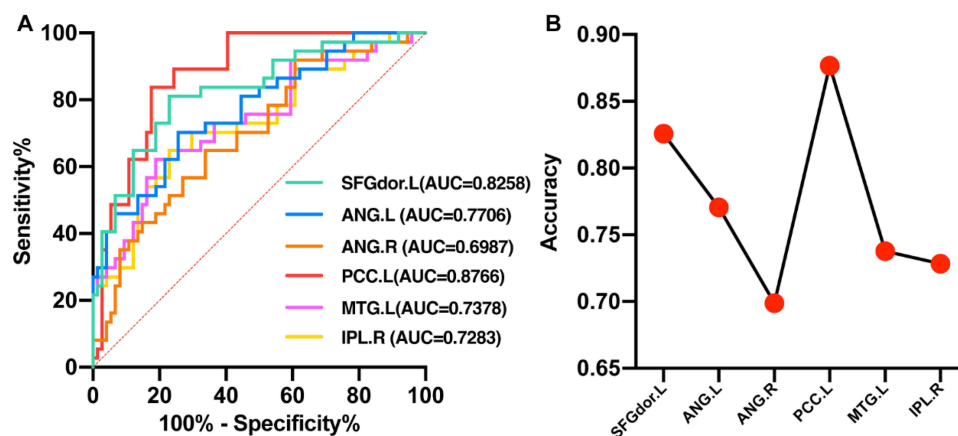 A
Sensitivity%
100
80
60
40
20
0
0 20 40 60 80 100
100% - Specificity%
SFGdor.L(AUC=0.8258)
ANG.L (AUC=0.7706)
ANG.R (AUC=0.6987)
PCC.L(AUC=0.8766)
MTG.L(AUC=0.7378)
IPL.R (AUC=0.7283)
B
Accuracy
0.90
0.85
0.80
0.75
0.70
0.65
SFGdor.L ANG.L ANG.R PCC.L MTG.L IPL.R